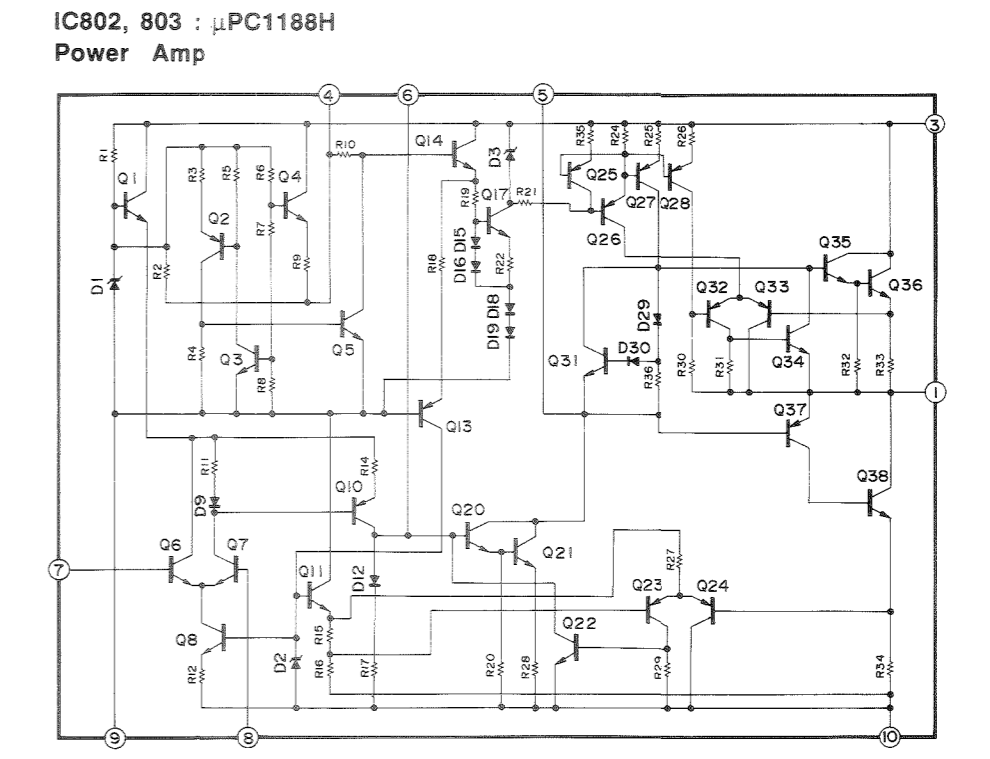 IC802, 803 : µPC1188H
Power Amp
4
6
5
3
R1
Q1
R3
R5
R6
Q4
R10
Q14
D3
R35
R24
R25
R26
Q25
Q2
R7
R19
Q17
R21
Q27
Q28
Q26
R2
R9
R18
D15
D16
R22
D1
Q35
Q36
Q32
Q33
D18
D19
D29
R4
Q3
Q5
R8
Q31
D30
R36
R30
R31
Q34
R32
R33
1
Q13
Q37
R11
R14
D9
Q10
Q38
Q20
Q21
7
Q6
Q7
Q11
D12
R27
Q23
Q24
Q8
R15
Q22
R12
D2
R16
R17
R20
R28
R29
R34
9
8
10